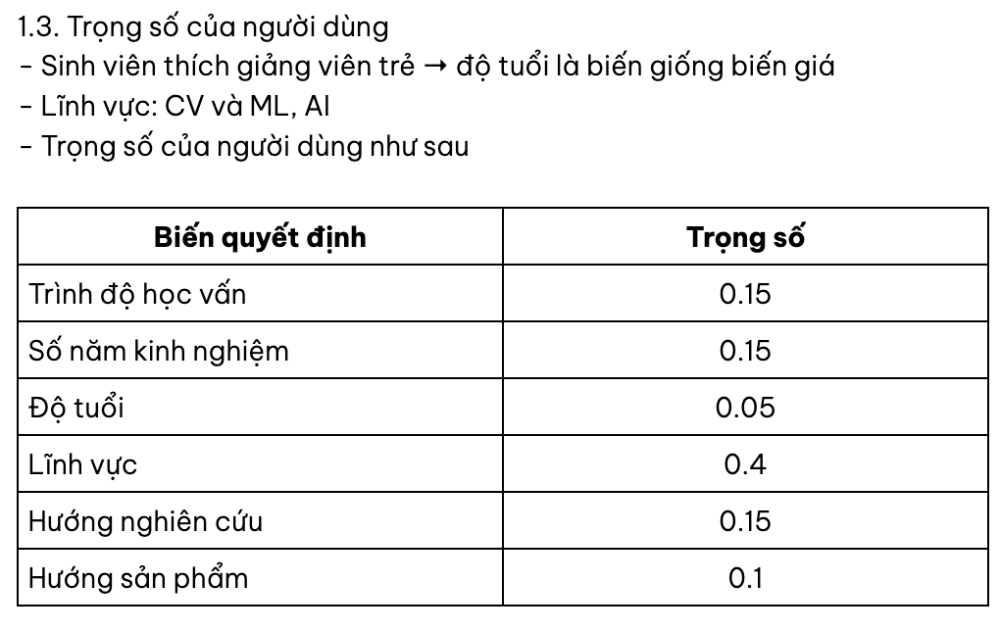 1.3. Trọng số của người dùng
- Sinh viên thích giảng viên trẻ → độ tuổi là biến giống biến giá
- Lĩnh vực: CV và ML, AI
- Trọng số của người dùng như sau
Biến quyết định Trọng số
Trình độ học vấn 0.15
Số năm kinh nghiệm 0.15
Độ tuổi 0.05
Lĩnh vực 0.4
Hướng nghiên cứu 0.15
Hướng sản phẩm 0.1